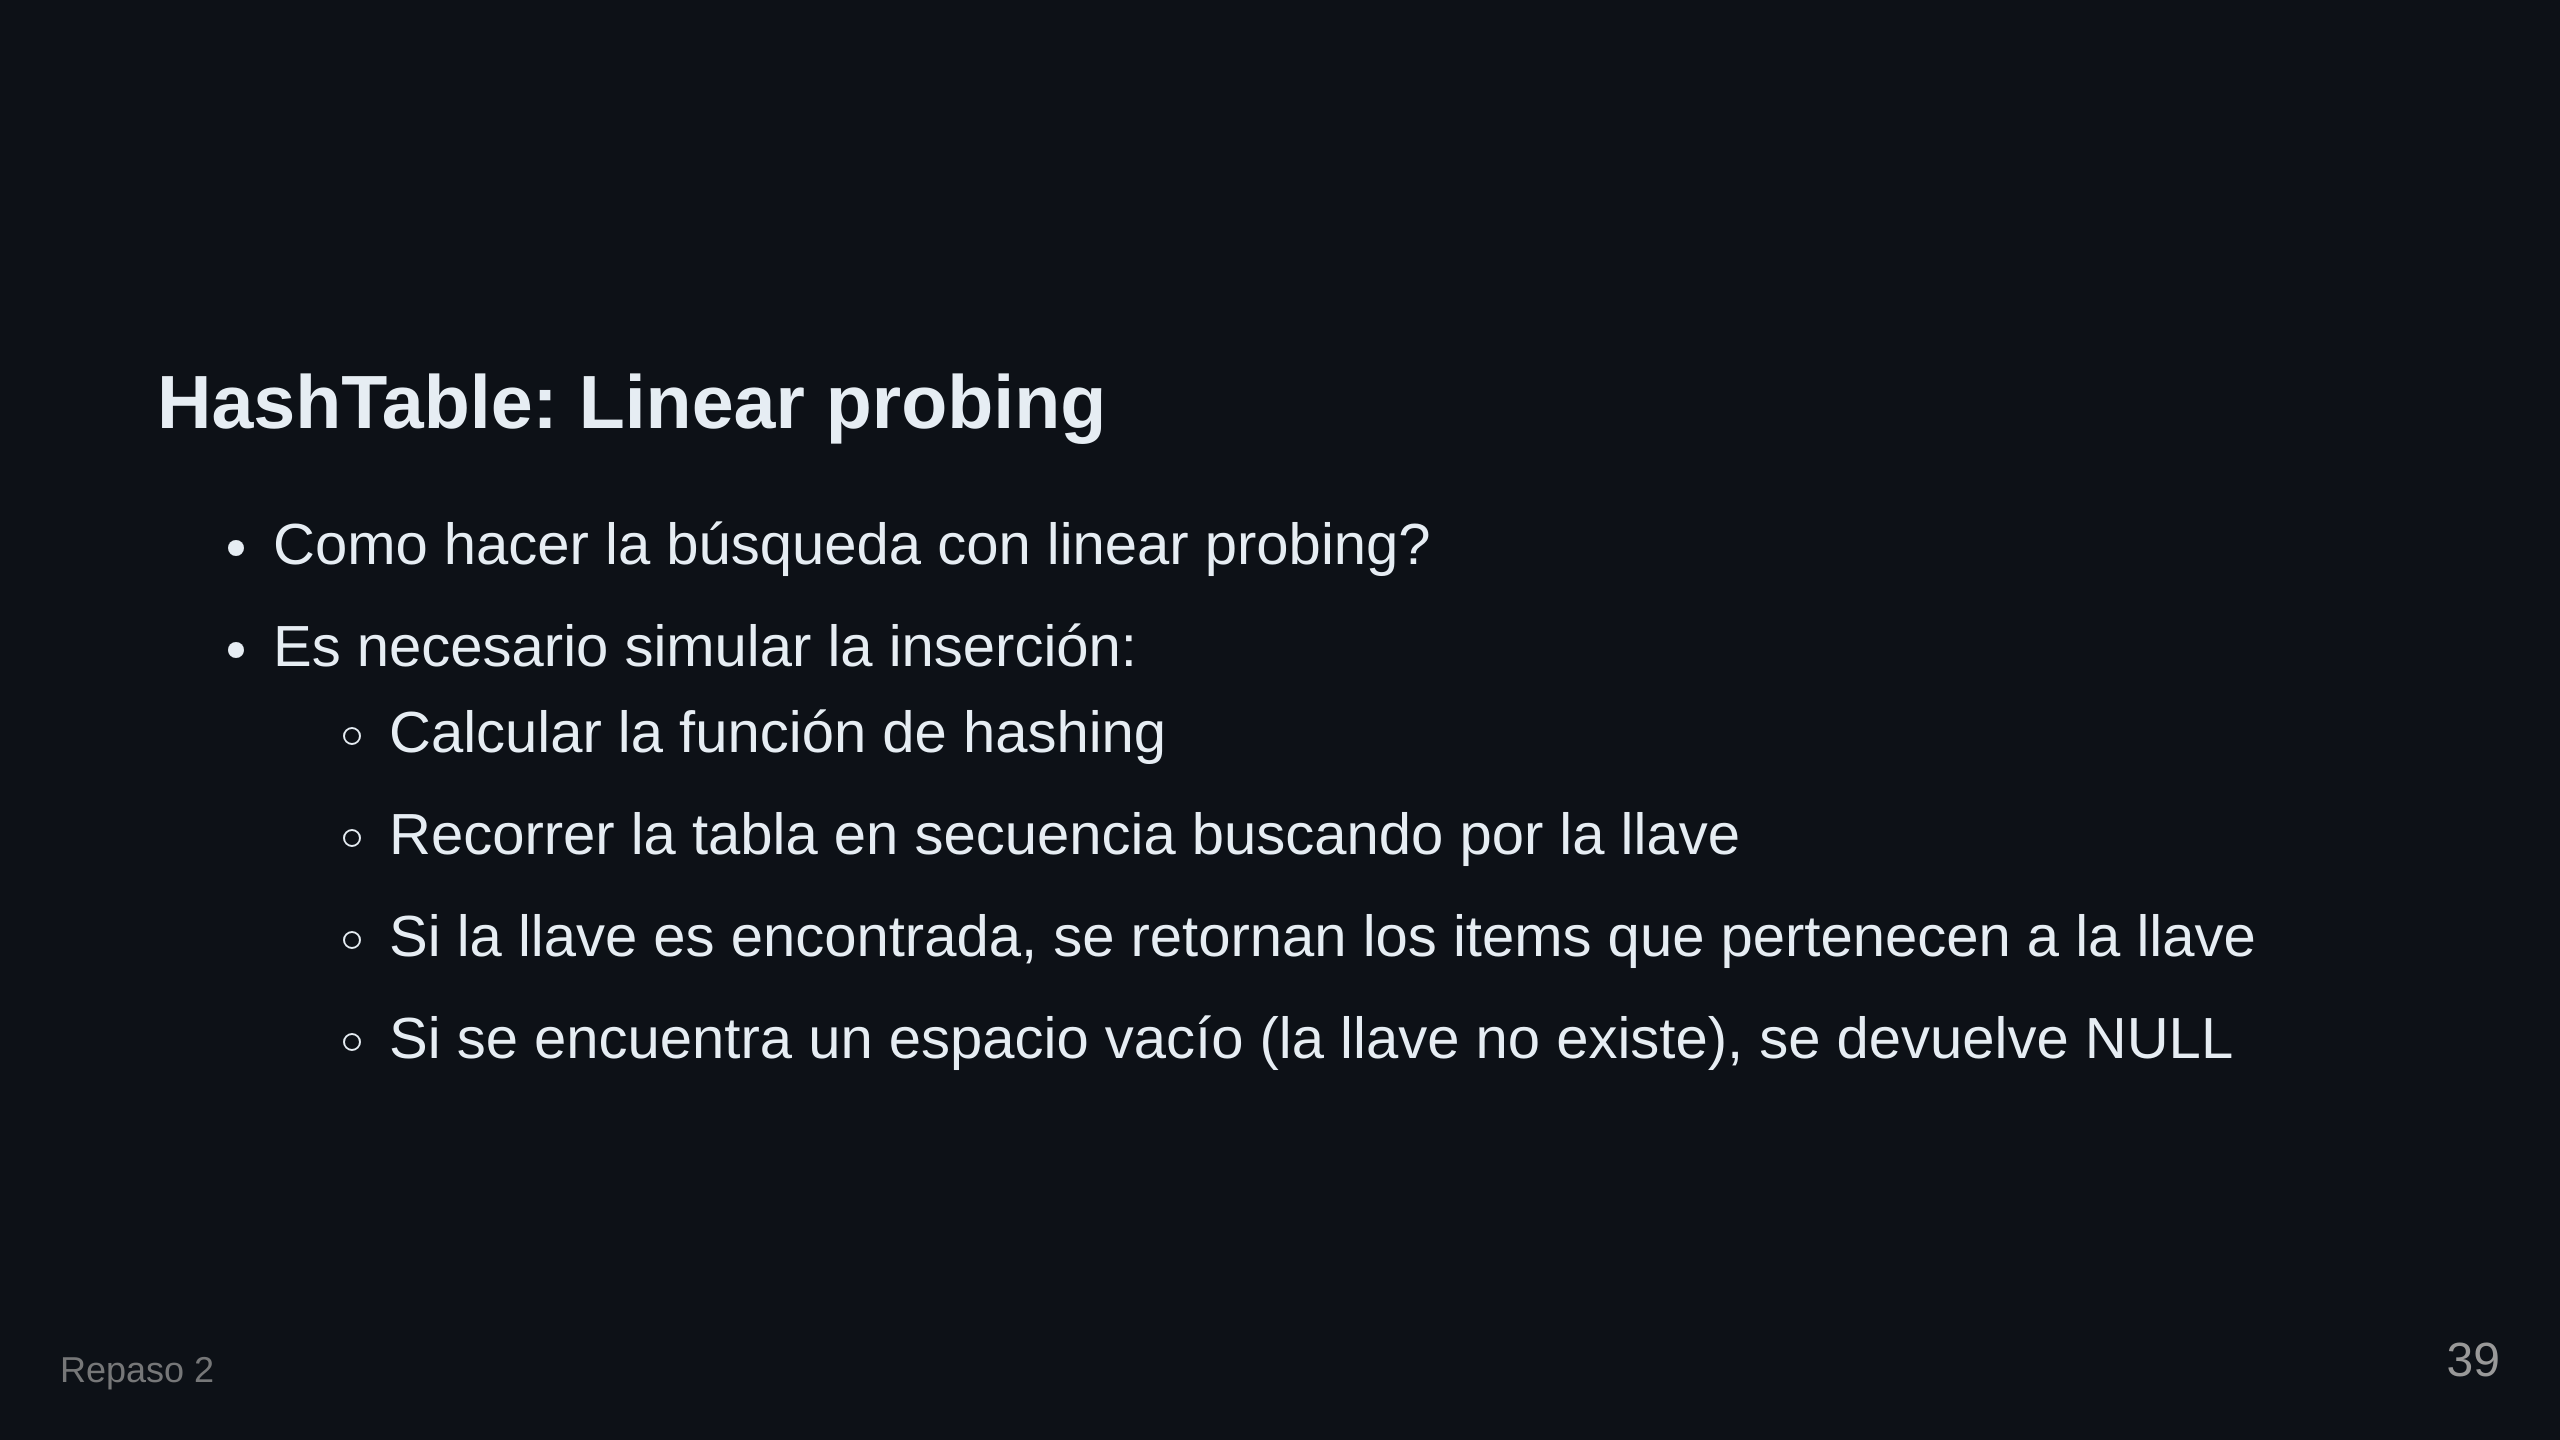 HashTable: Linear probing
• Como hacer la búsqueda con linear probing?
• Es necesario simular la inserción:
◦ Calcular la función de hashing
◦ Recorrer la tabla en secuencia buscando por la llave
◦ Si la llave es encontrada, se retornan los items que pertenecen a la llave
◦ Si se encuentra un espacio vacío (la llave no existe), se devuelve NULL
Repaso 2
39